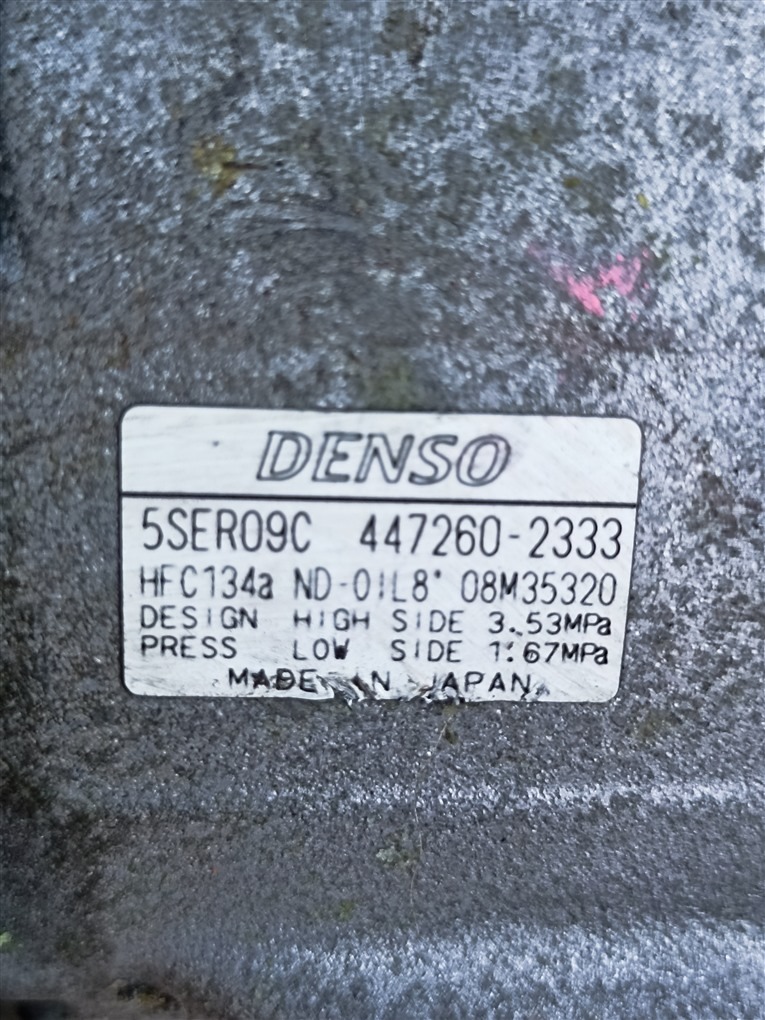 DENSO
5SER09C 447260-2333
HFC134a ND-OIL8 08M35320
DESIGN HIGH SIDE 3.53MPa
PRESS LOW SIDE 1.67MPa
MADE IN JAPAN